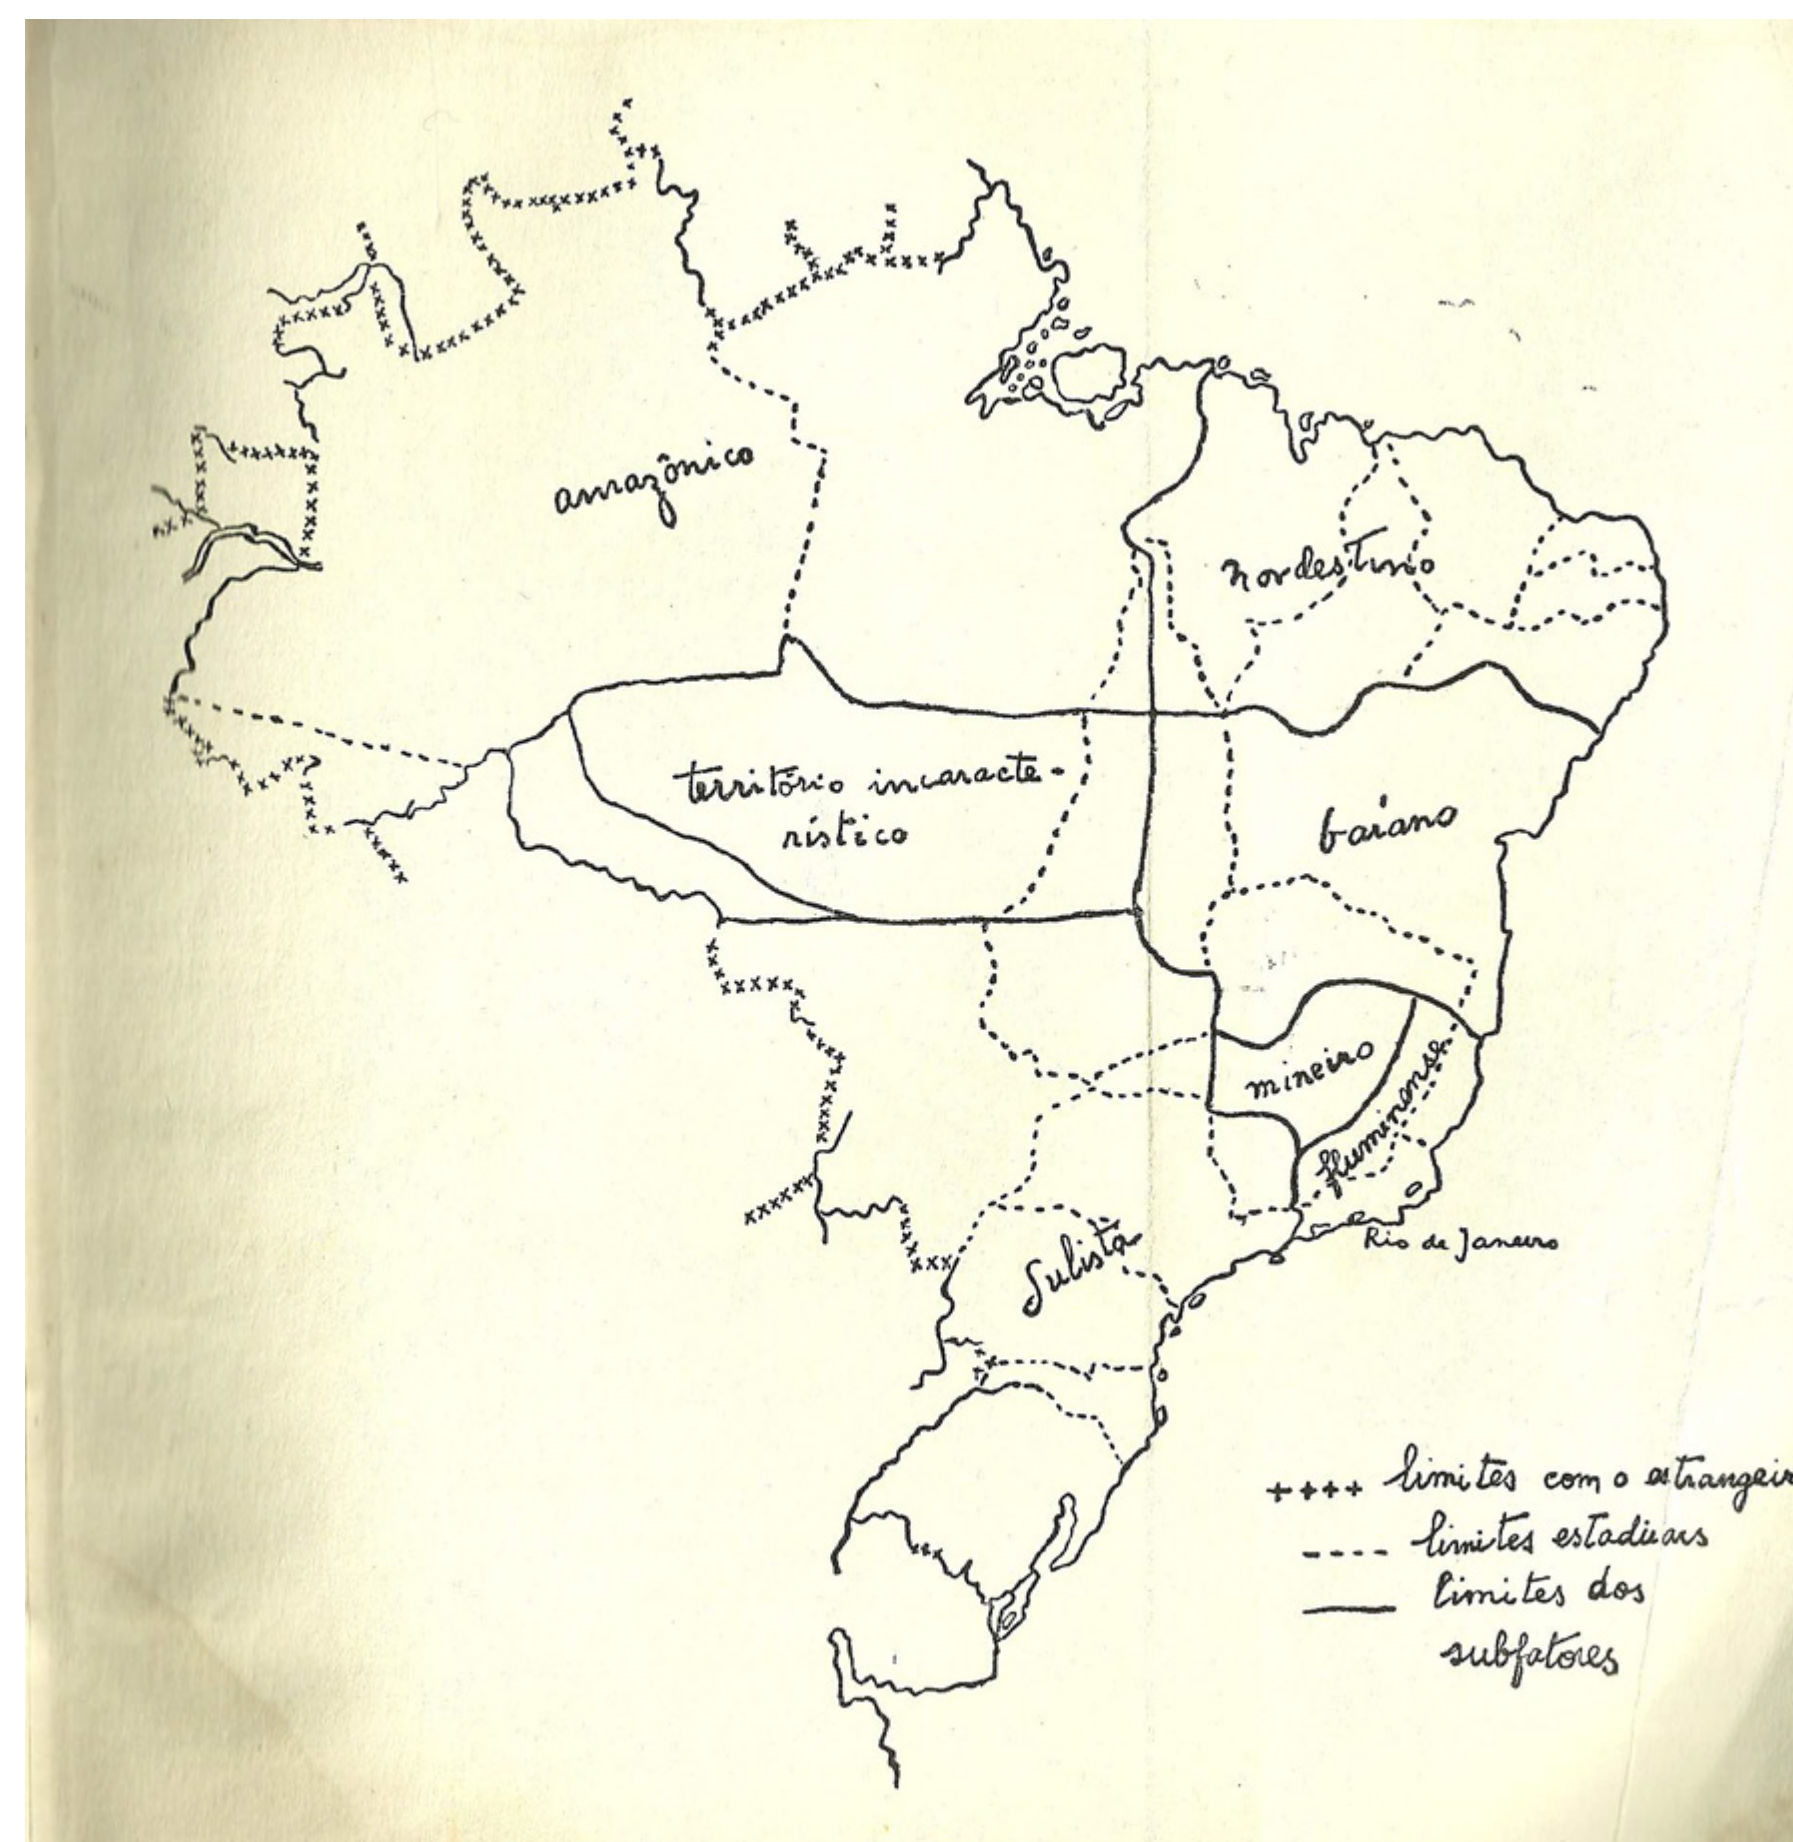 amazônico
nordestino
território incaracte-
rístico
baiano
mineiro
fluminense
Rio de Janeiro
Sulista
++++ limites com o estrangeir
---- limites estaduais
limites dos
subfatores